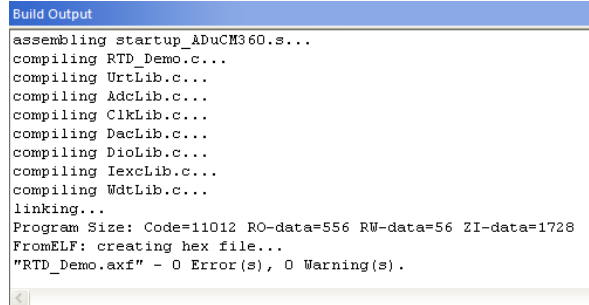 Build Output
assembling startup_ADuCM360.s...
compiling RTD_Demo.c...
compiling UrtLib.c...
compiling AdcLib.c...
compiling ClkLib.c...
compiling DacLib.c...
compiling DioLib.c...
compiling IexcLib.c...
compiling WdtLib.c...
linking...
Program Size: Code=11012 RO-data=556 RW-data=56 ZI-data=1728
FromELF: creating hex file...
"RTD_Demo.axf" - 0 Error(s), 0 Warning(s).